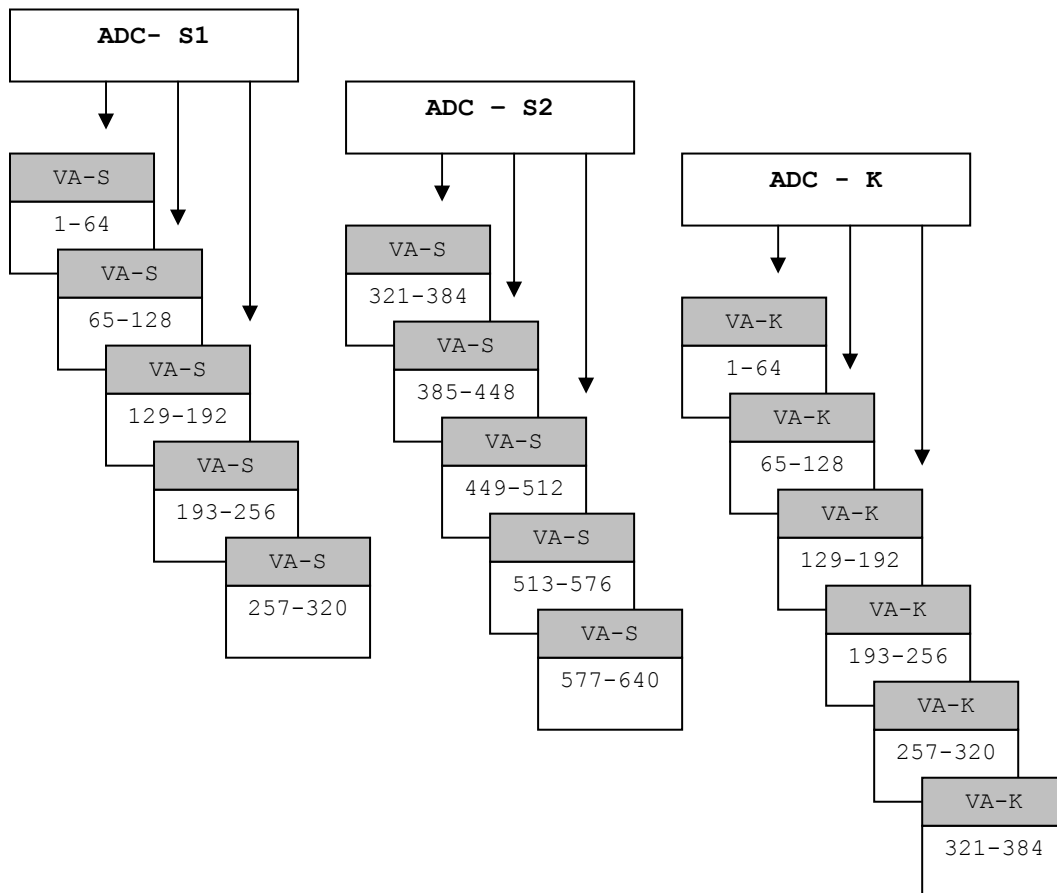 ADC- S1
VA-S
1-64
VA-S
65-128
VA-S
129-192
VA-S
193-256
VA-S
257-320
ADC – S2
VA-S
321-384
VA-S
385-448
VA-S
449-512
VA-S
513-576
VA-S
577-640
ADC - K
VA-K
1-64
VA-K
65-128
VA-K
129-192
VA-K
193-256
VA-K
257-320
VA-K
321-384